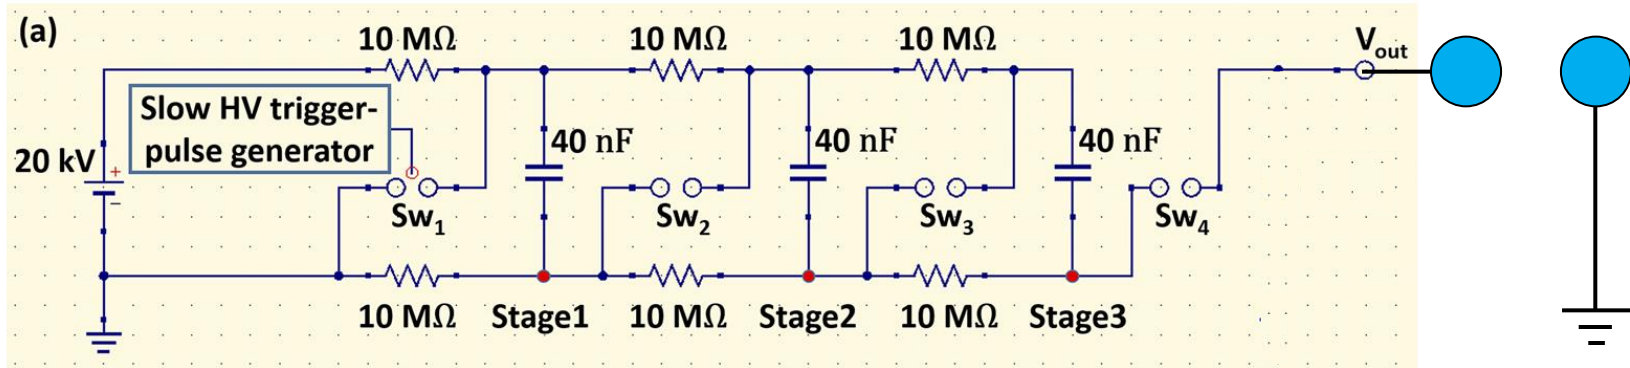 (a)
10 MΩ
10 MΩ
10 MΩ
Vout
Slow HV trigger-
pulse generator
20 kV
+
−
40 nF
40 nF
40 nF
Sw1
Sw2
Sw3
Sw4
10 MΩ
Stage1
10 MΩ
Stage2
10 MΩ
Stage3